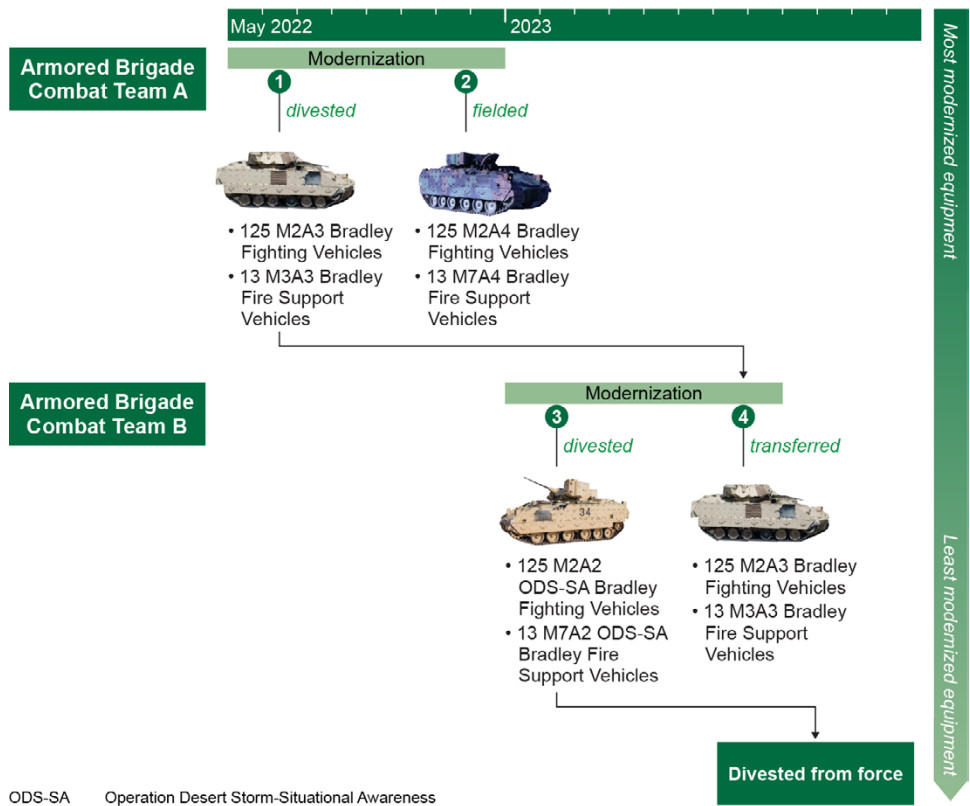 May 2022
2023
Most modernized equipment
Armored Brigade
Combat Team A
Modernization
1
divested
2
fielded
• 125 M2A3 Bradley
Fighting Vehicles
• 13 M3A3 Bradley
Fire Support
Vehicles
• 125 M2A4 Bradley
Fighting Vehicles
• 13 M7A4 Bradley
Fire Support
Vehicles
Armored Brigade
Combat Team B
Modernization
3
divested
4
transferred
34
• 125 M2A2
ODS-SA Bradley
Fighting Vehicles
• 13 M7A2 ODS-SA
Bradley Fire
Support Vehicles
• 125 M2A3 Bradley
Fighting Vehicles
• 13 M3A3 Bradley
Fire Support
Vehicles
Least modernized equipment
Divested from force
ODS-SA Operation Desert Storm-Situational Awareness